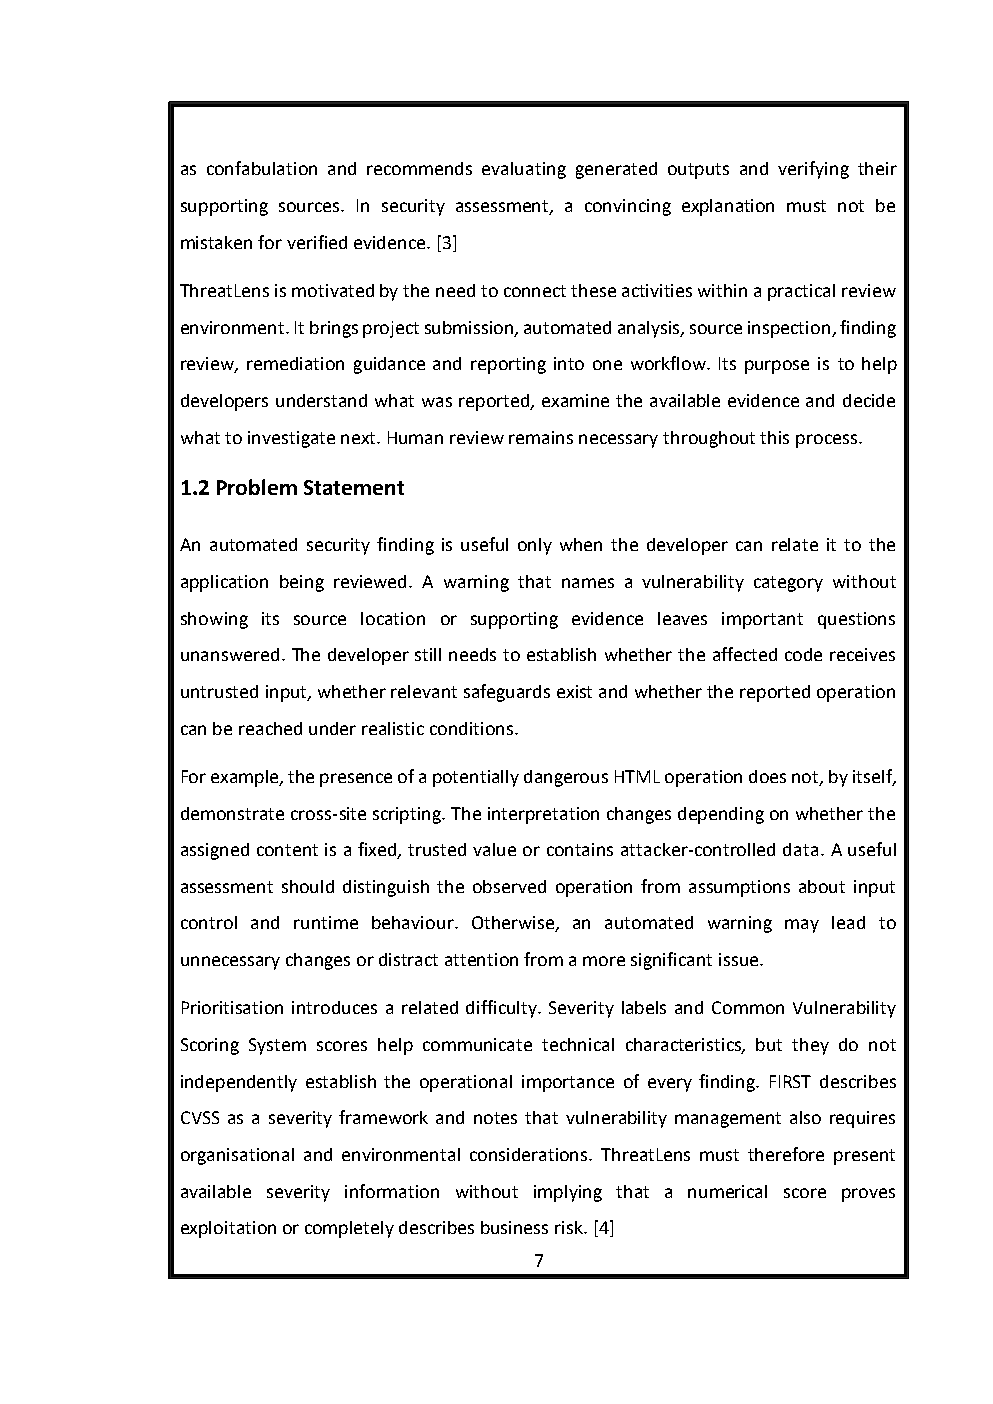 as confabulation and recommends evaluating generated outputs and verifying their
supporting sources. In security assessment, a convincing explanation must not be
mistaken for verified evidence. [3]
ThreatLens is motivated by the need to connect these activities within a practical review
environment. It brings project submission, automated analysis, source inspection, finding
review, remediation guidance and reporting into one workflow. Its purpose is to help
developers understand what was reported, examine the available evidence and decide
what to investigate next. Human review remains necessary throughout this process.
1.2 Problem Statement
An automated security finding is useful only when the developer can relate it to the
application being reviewed. A warning that names a vulnerability category without
showing its source location or supporting evidence leaves important questions
unanswered. The developer still needs to establish whether the affected code receives
untrusted input, whether relevant safeguards exist and whether the reported operation
can be reached under realistic conditions.
For example, the presence of a potentially dangerous HTML operation does not, by itself,
demonstrate cross-site scripting. The interpretation changes depending on whether the
assigned content is a fixed, trusted value or contains attacker-controlled data. A useful
assessment should distinguish the observed operation from assumptions about input
control and runtime behaviour. Otherwise, an automated warning may lead to
unnecessary changes or distract attention from a more significant issue.
Prioritisation introduces a related difficulty. Severity labels and Common Vulnerability
Scoring System scores help communicate technical characteristics, but they do not
independently establish the operational importance of every finding. FIRST describes
CVSS as a severity framework and notes that vulnerability management also requires
organisational and environmental considerations. ThreatLens must therefore present
available severity information without implying that a numerical score proves
exploitation or completely describes business risk. [4]
7